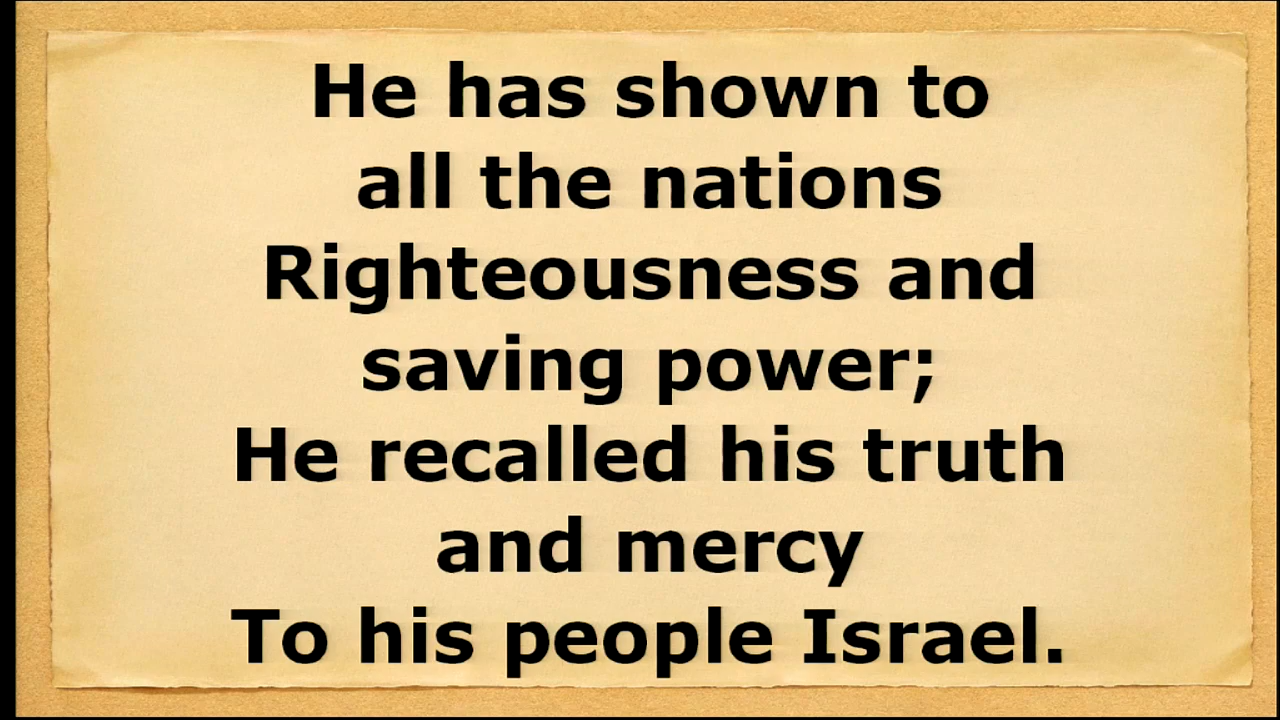 He has shown to
all the nations
Righteousness and
saving power;
He recalled his truth
and mercy
To his people Israel.